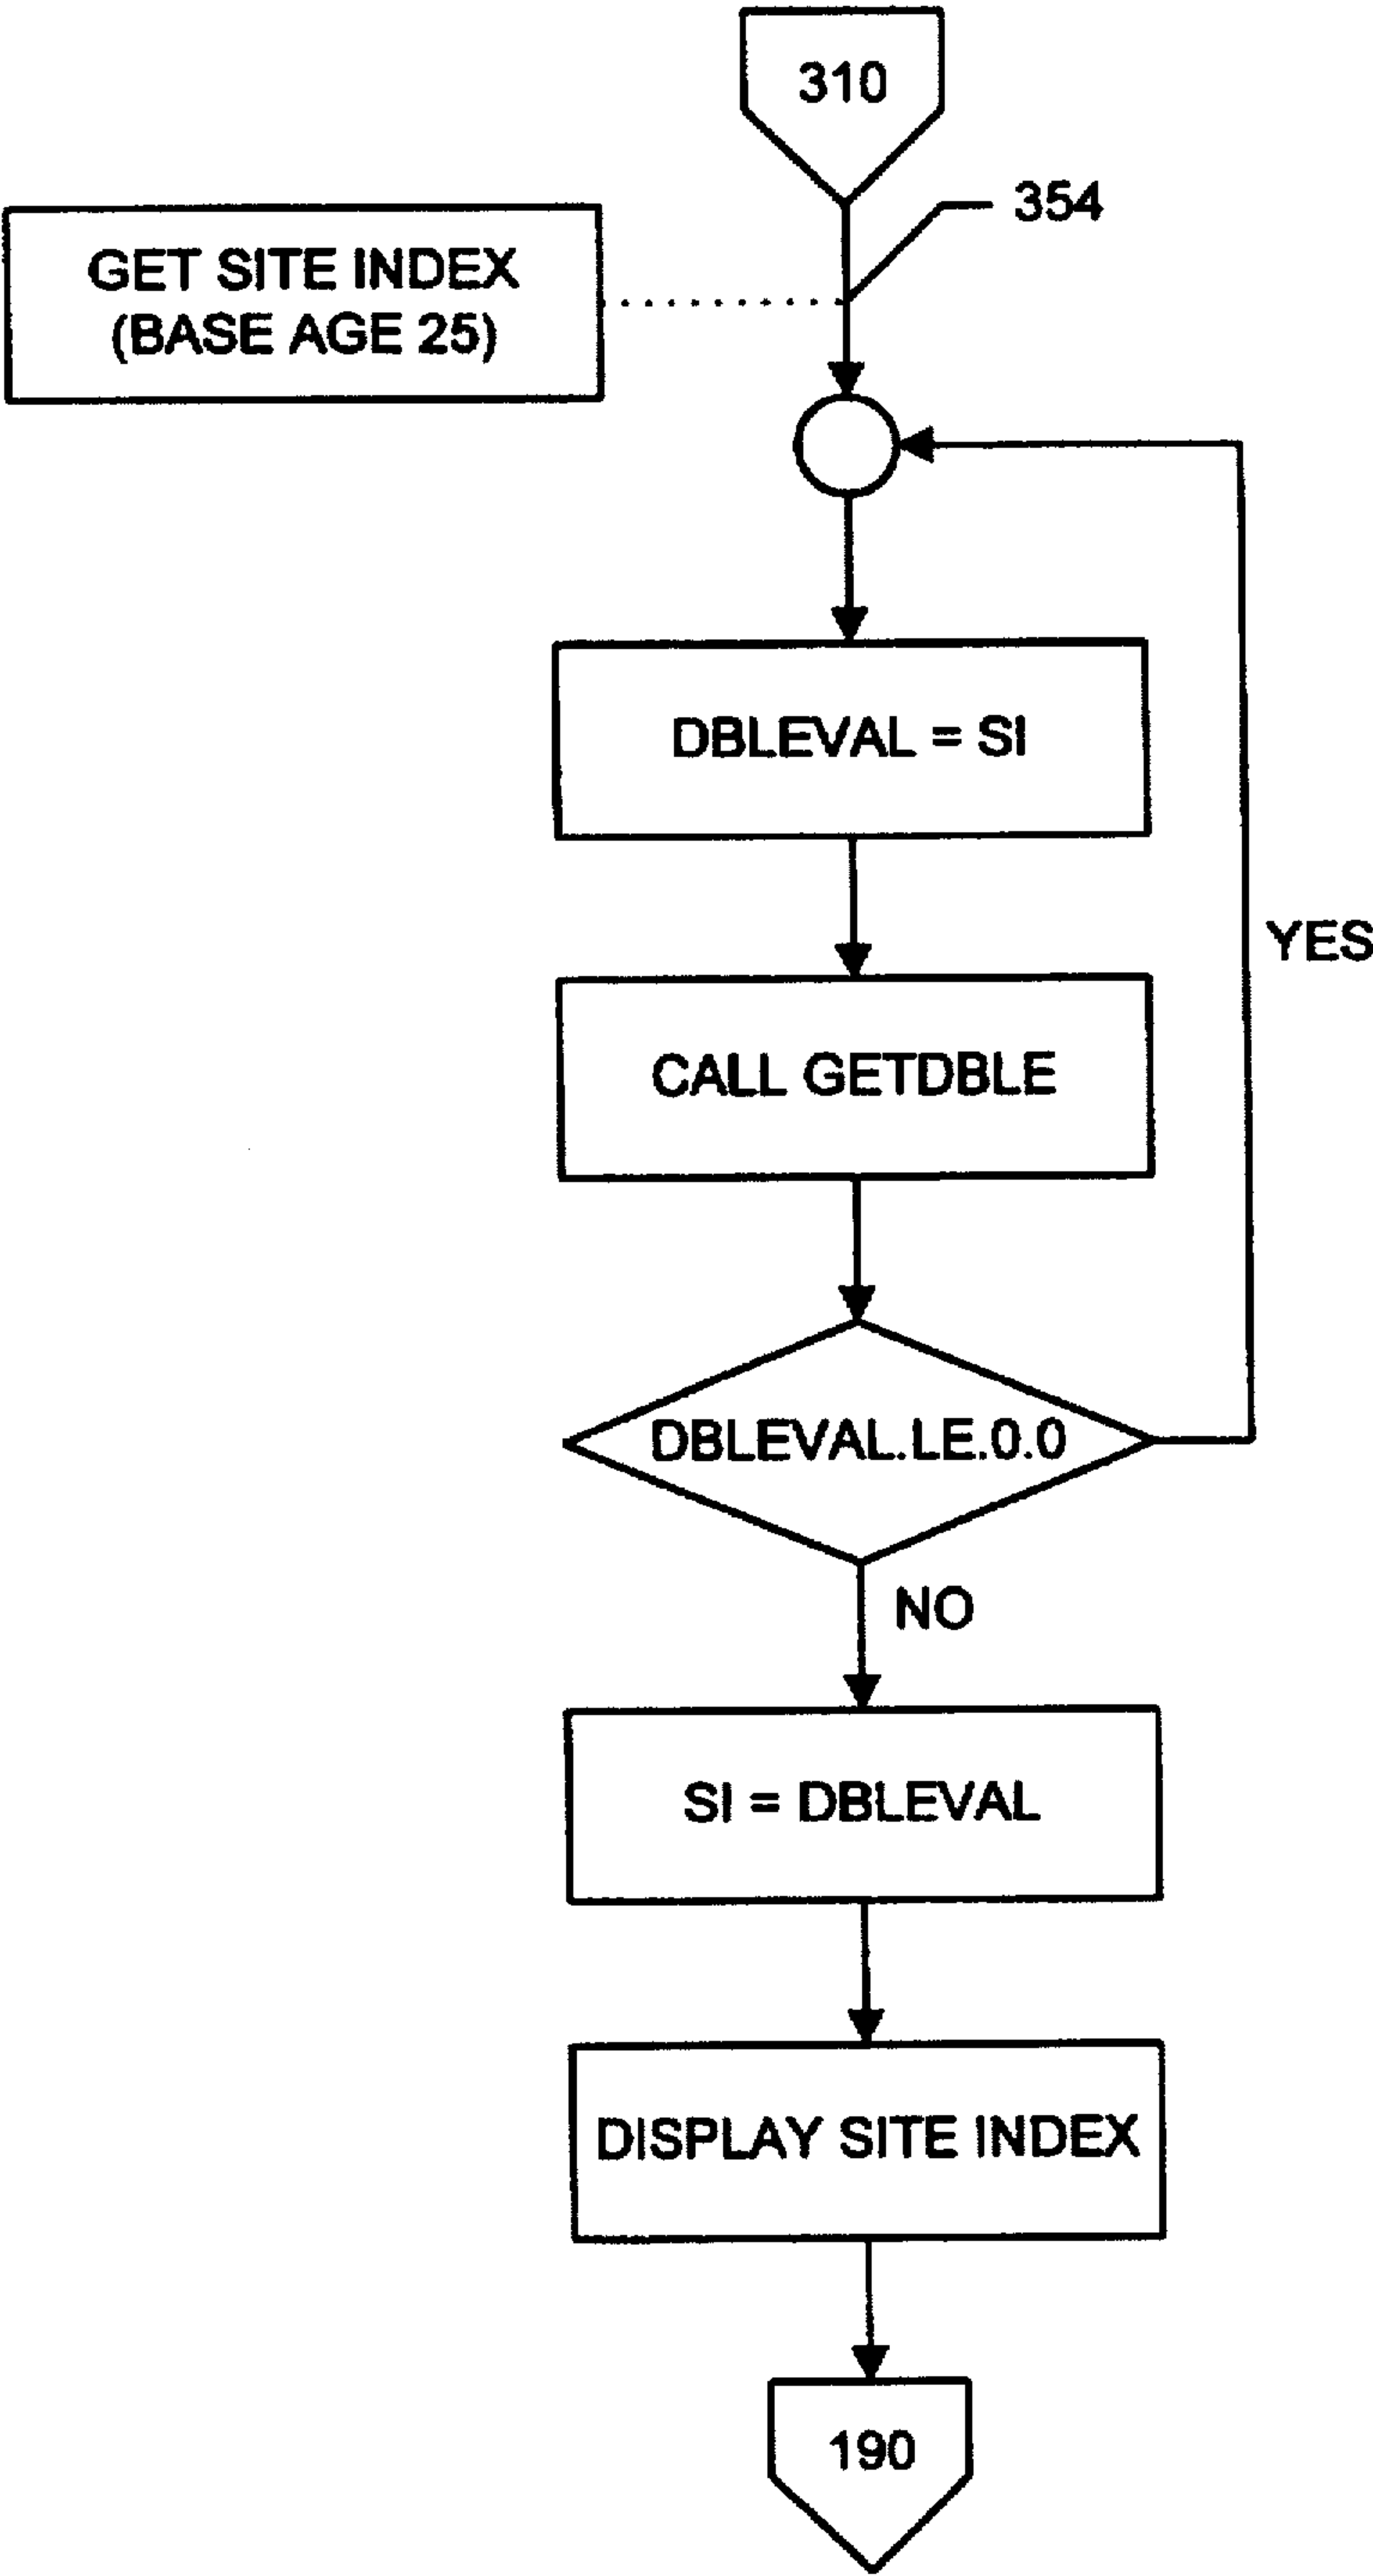 310
354
GET SITE INDEX
(BASE AGE 25)
DBLEVAL = SI
YES
CALL GETDBLE
DBLEVAL.LE.0.0
NO
SI = DBLEVAL
DISPLAY SITE INDEX
190